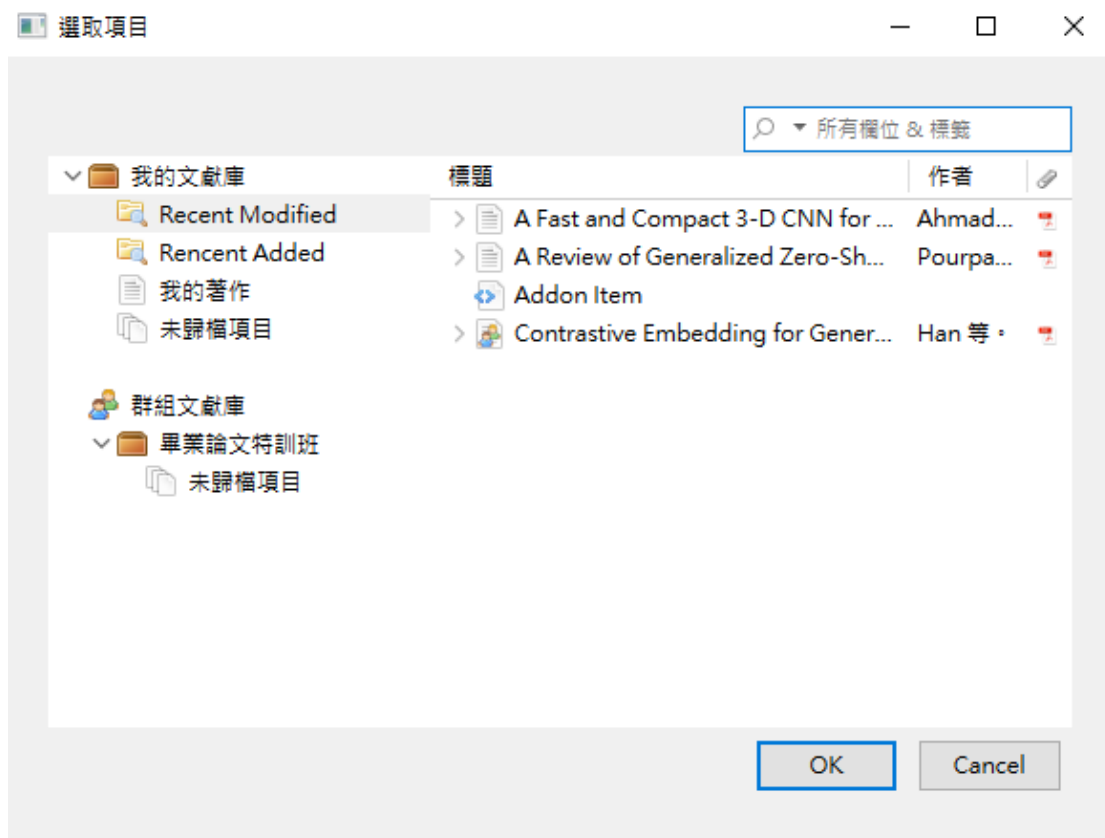 選取項目
所有欄位 & 標籤
我的文獻庫
Recent Modified
Rencent Added
我的著作
未歸檔項目
群組文獻庫
畢業論文特訓班
未歸檔項目
標題 作者
A Fast and Compact 3-D CNN for ... Ahmad...
A Review of Generalized Zero-Sh... Pourpa...
Addon Item
Contrastive Embedding for Gener... Han 等。
OK Cancel